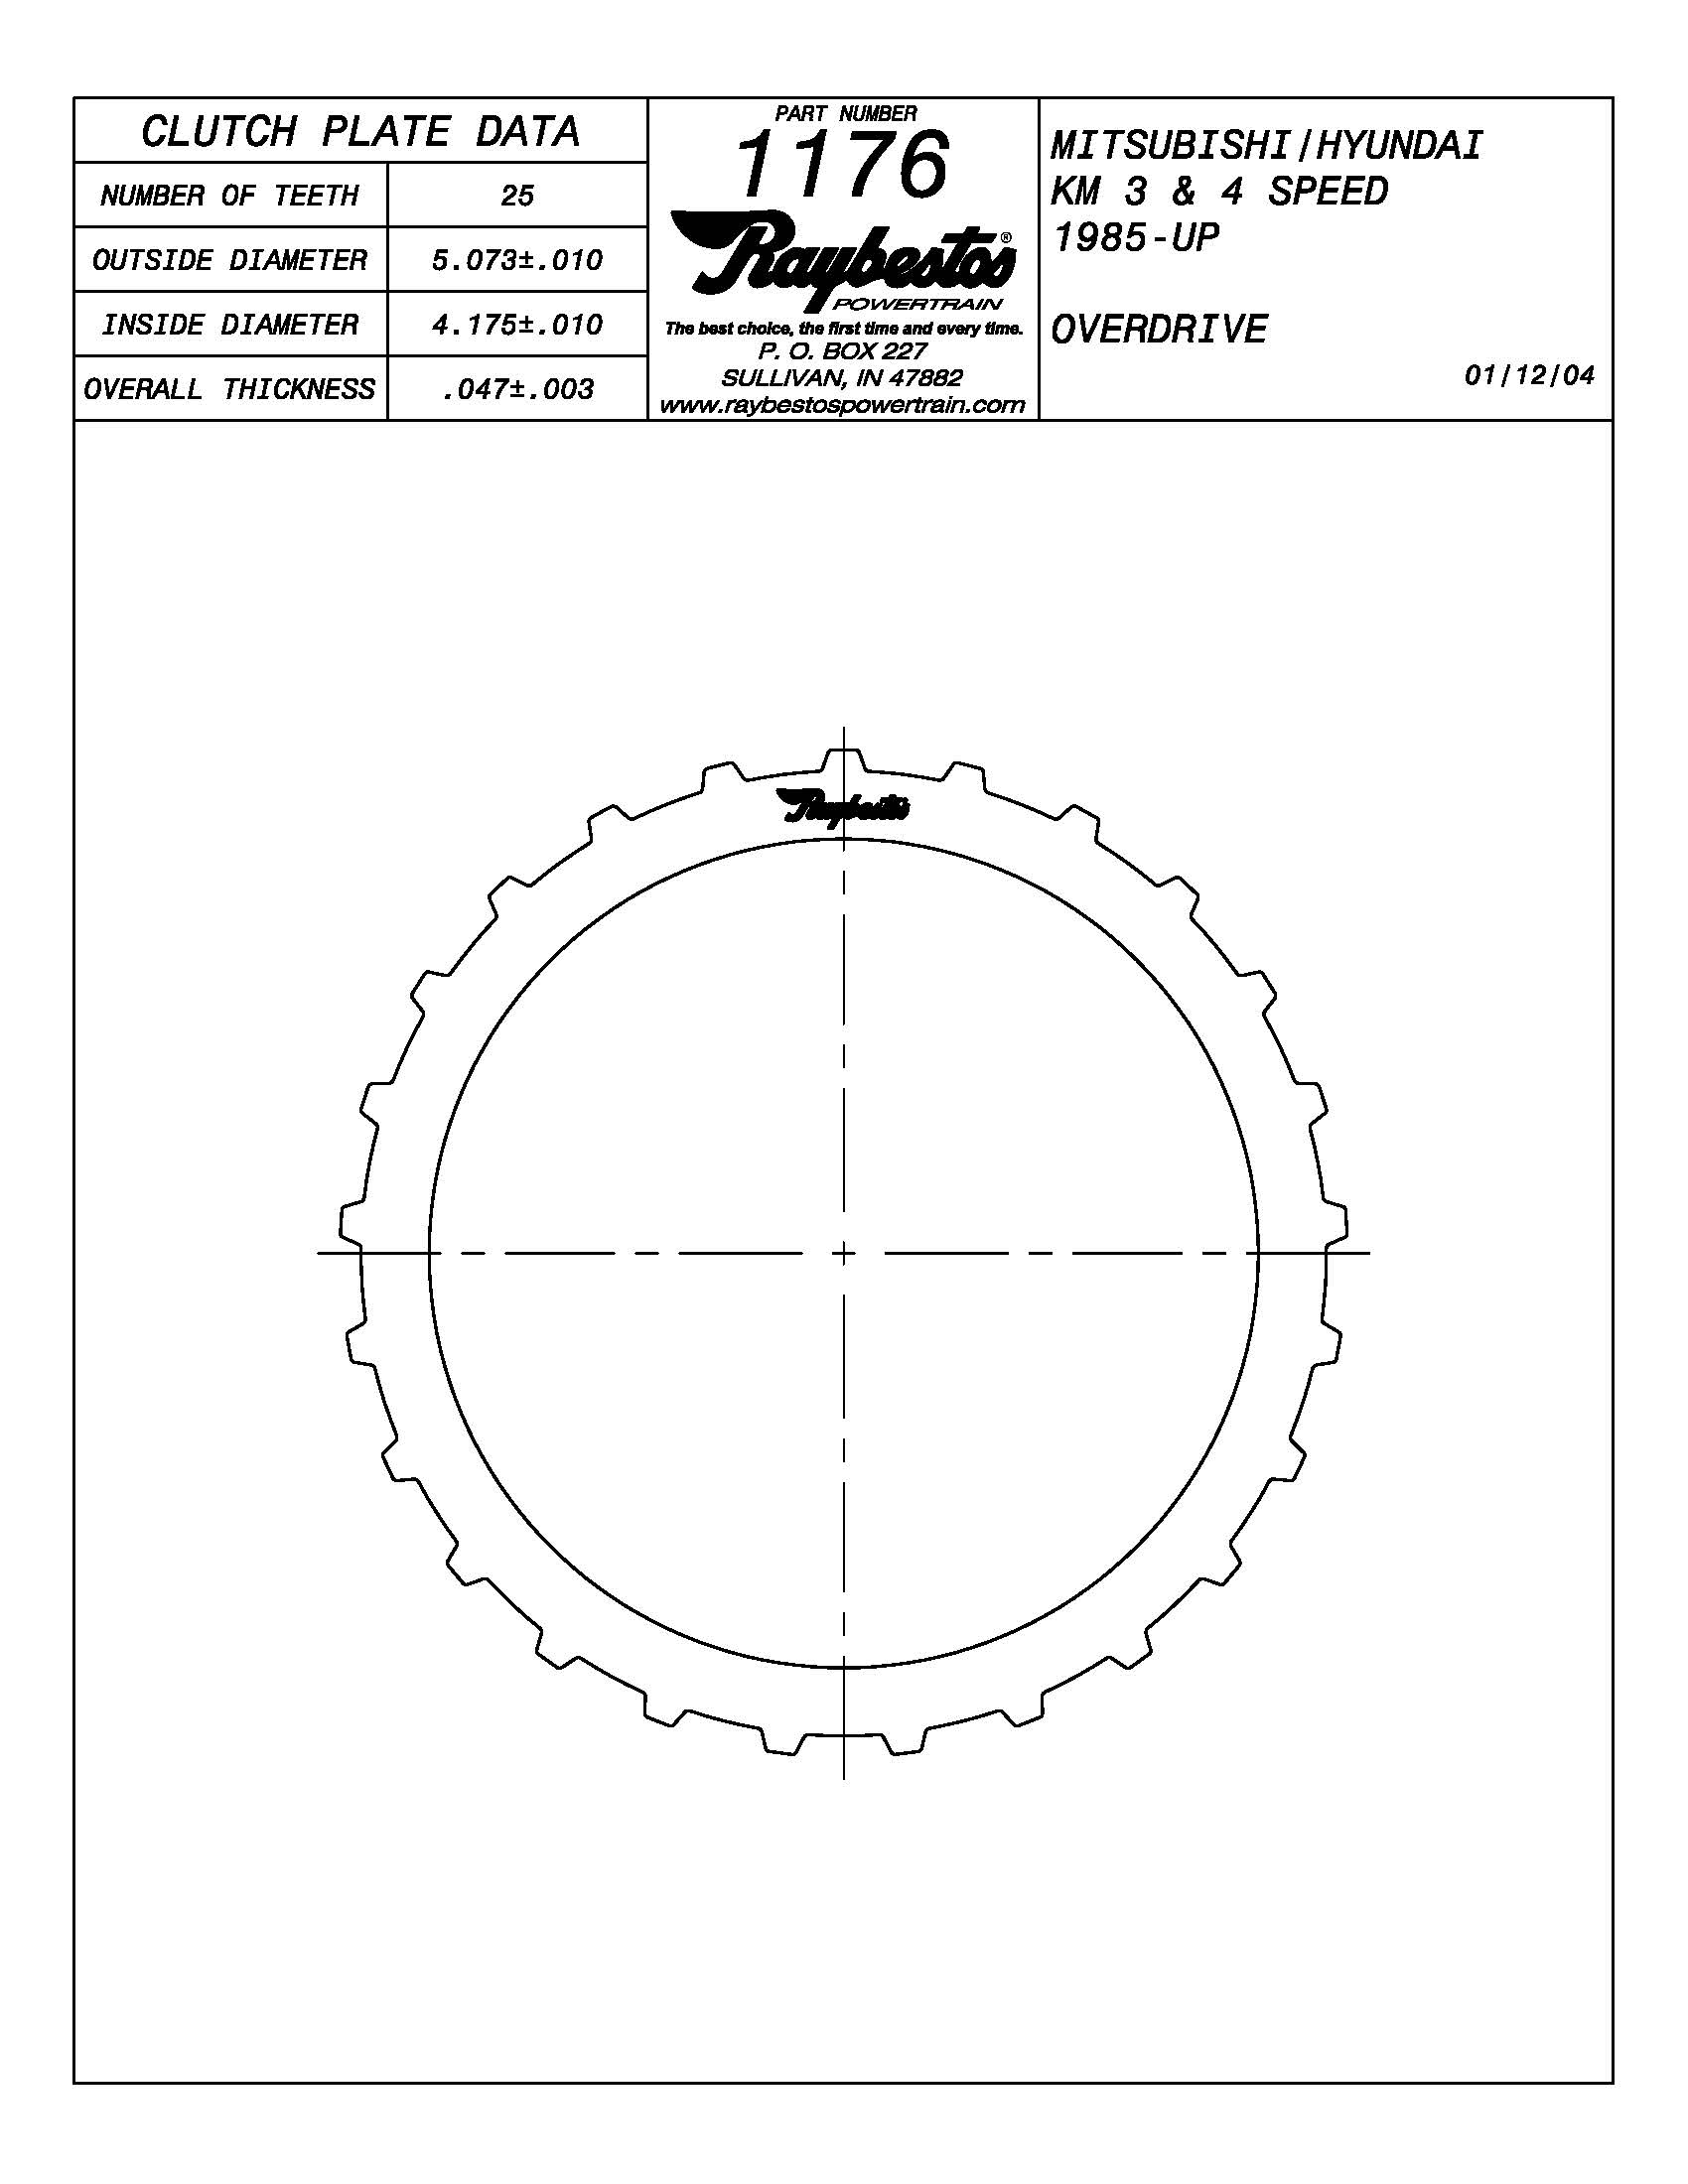 CLUTCH PLATE DATA
NUMBER OF TEETH 25
OUTSIDE DIAMETER 5.073±.010
INSIDE DIAMETER 4.175±.010
OVERALL THICKNESS .047±.003
PART NUMBER
1176
Raybestos®
POWERTRAIN
The best choice, the first time and every time.
P. O. BOX 227
SULLIVAN, IN 47882
www.raybestospowertrain.com
MITSUBISHI/HYUNDAI
KM 3 & 4 SPEED
1985-UP
OVERDRIVE
01/12/04
Raybestos